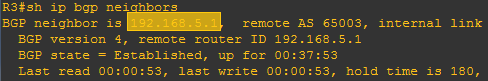 R3#sh ip bgp neighbors
BGP neighbor is 192.168.5.1,  remote AS 65003, internal link
  BGP version 4, remote router ID 192.168.5.1
  BGP state = Established, up for 00:37:53
  Last read 00:00:53, last write 00:00:53, hold time is 180,